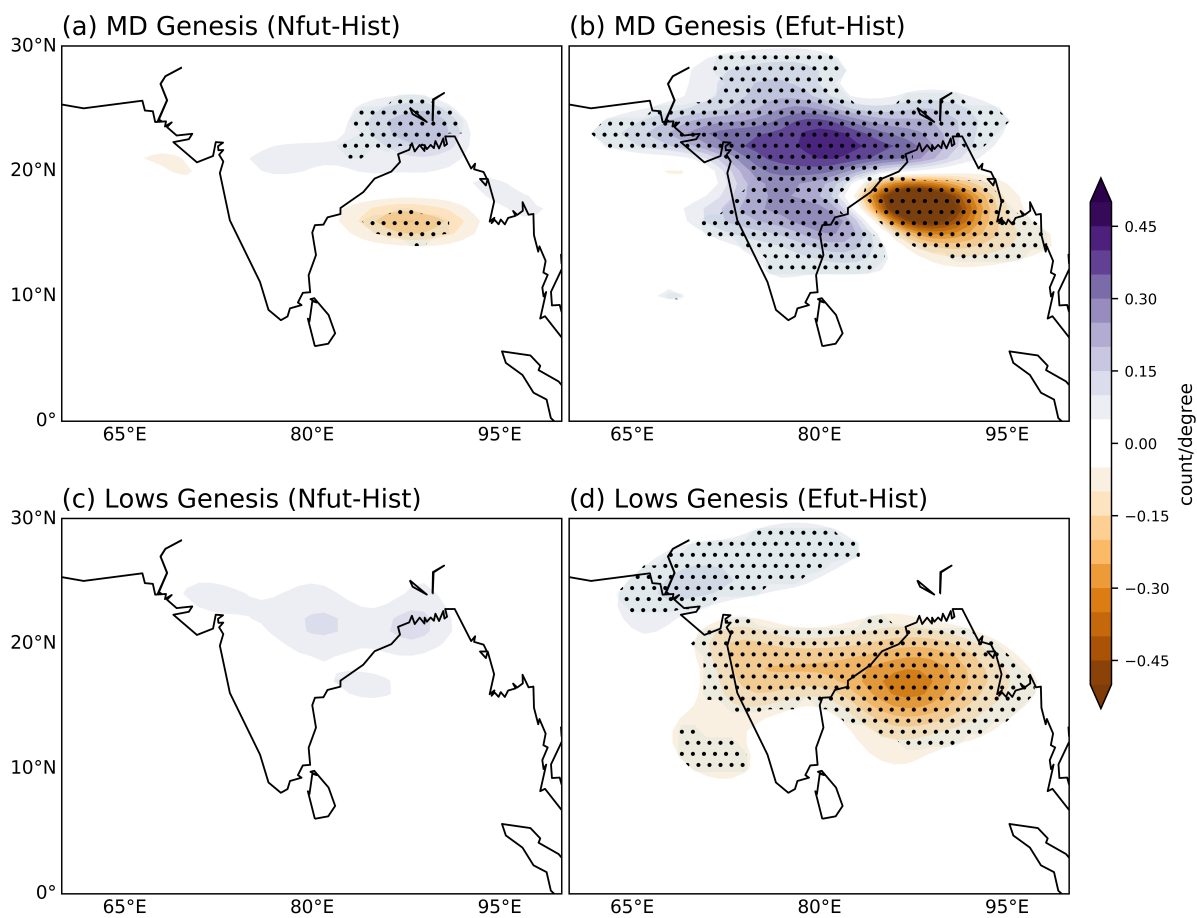 (a) MD Genesis (Nfut-Hist)
(b) MD Genesis (Efut-Hist)
30°N
20°N
10°N
0°
65°E 80°E 95°E
65°E 80°E 95°E
(c) Lows Genesis (Nfut-Hist)
(d) Lows Genesis (Efut-Hist)
30°N
20°N
10°N
0°
65°E 80°E 95°E
65°E 80°E 95°E
0.45
0.30
0.15
0.00
−0.15
−0.30
−0.45
count/degree